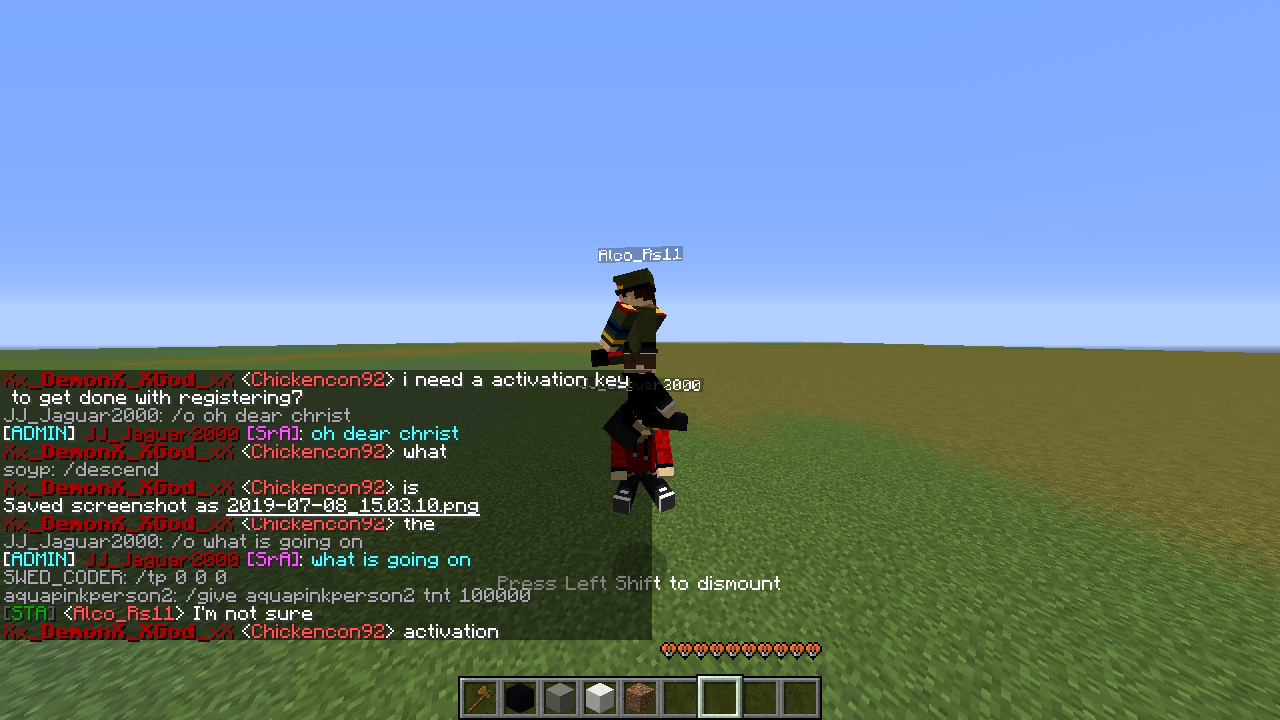 Alco_Rs11
Xx_DemonX_XGod_xX <Chickencon92> i need a activation key
to get done with registering?
JJ_Jaguar2000
JJ_Jaguar2000: /o oh dear christ
[ADMIN] JJ_Jaguar2000 [SrA]: oh dear christ
Xx_DemonX_XGod_xX <Chickencon92> what
soyp: /descend
Xx_DemonX_XGod_xX <Chickencon92> is
Saved screenshot as 2019-07-08_15.03.10.png
Xx_DemonX_XGod_xX <Chickencon92> the
JJ_Jaguar2000: /o what is going on
[ADMIN] JJ_Jaguar2000 [SrA]: what is going on
SWED_CODER: /tp 0 0 0
Press Left Shift to dismount
aquapinkperson2: /give aquapinkperson2 tnt 100000
[STA] <Alco_Rs11> I'm not sure
Xx_DemonX_XGod_xX <Chickencon92> activation